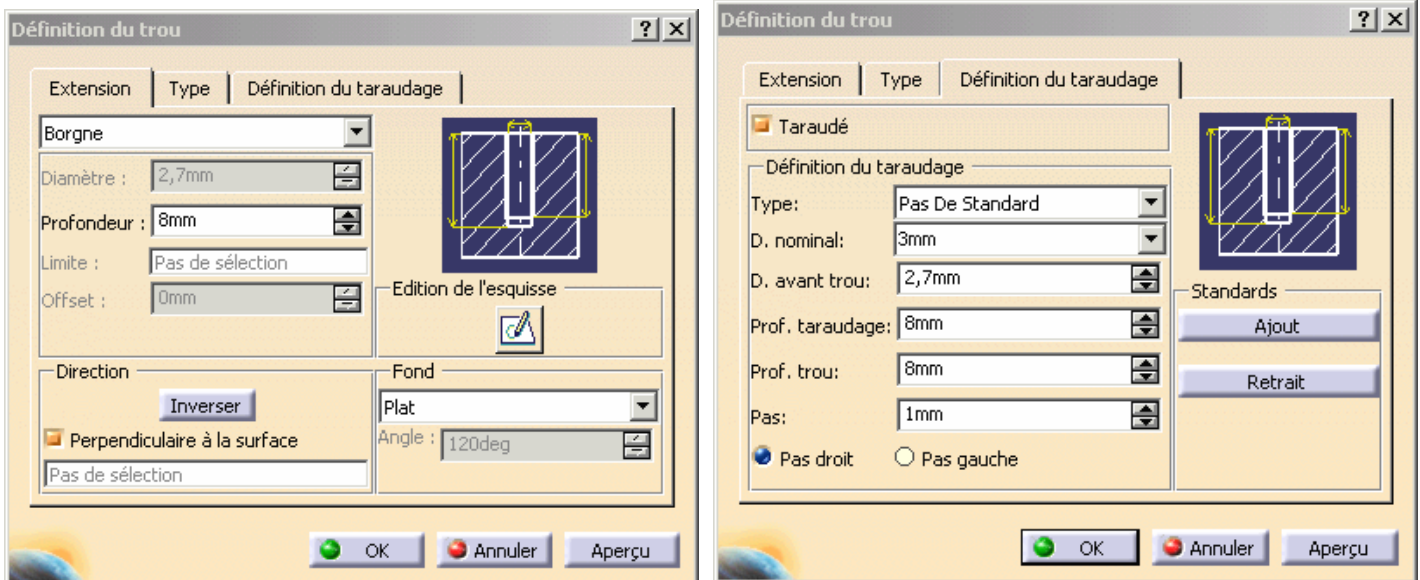 Définition du trou
Extension
Type
Définition du taraudage
Borgne
Diamètre : 2,7mm
Profondeur : 8mm
Limite : Pas de sélection
Offset : 0mm
Edition de l'esquisse
Direction
Inverser
Perpendiculaire à la surface
Pas de sélection
Fond
Plat
Angle : 120deg
OK
Annuler
Aperçu
Définition du trou
Extension
Type
Définition du taraudage
Taraudé
Définition du taraudage
Type: Pas De Standard
D. nominal: 3mm
D. avant trou: 2,7mm
Prof. taraudage: 8mm
Prof. trou: 8mm
Pas: 1mm
Pas droit
Pas gauche
Standards
Ajout
Retrait
OK
Annuler
Aperçu